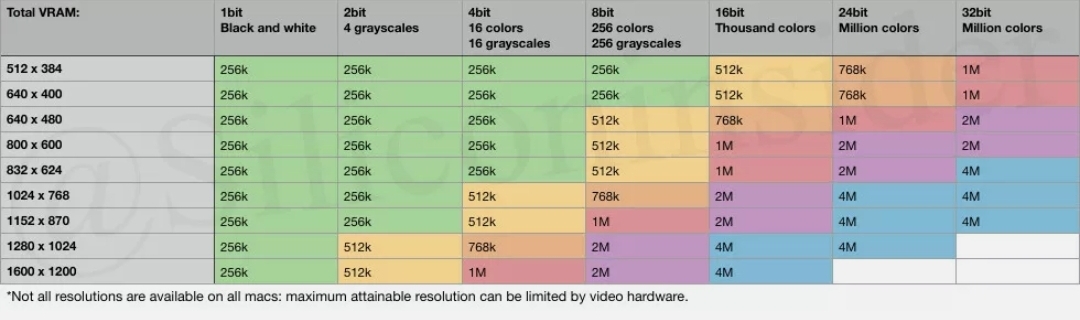 Total VRAM: 1bit 2bit 4bit 8bit 16bit 24bit 32bit
Black and white 4 grayscales 16 colors 256 colors Thousand colors Million colors Million colors
16 grayscales 256 grayscales
512 x 384 256k 256k 256k 256k 512k 768k 1M
640 x 400 256k 256k 256k 256k 512k 768k 1M
640 x 480 256k 256k 256k 512k 768k 1M 2M
800 x 600 256k 256k 256k 512k 1M 2M 2M
832 x 624 256k 256k 256k 512k 1M 2M 4M
1024 x 768 256k 256k 512k 768k 2M 4M 4M
1152 x 870 256k 256k 512k 1M 2M 4M 4M
1280 x 1024 256k 512k 768k 2M 4M 4M
1600 x 1200 256k 512k 1M 2M 4M
*Not all resolutions are available on all macs: maximum attainable resolution can be limited by video hardware.
@Siliconinsider